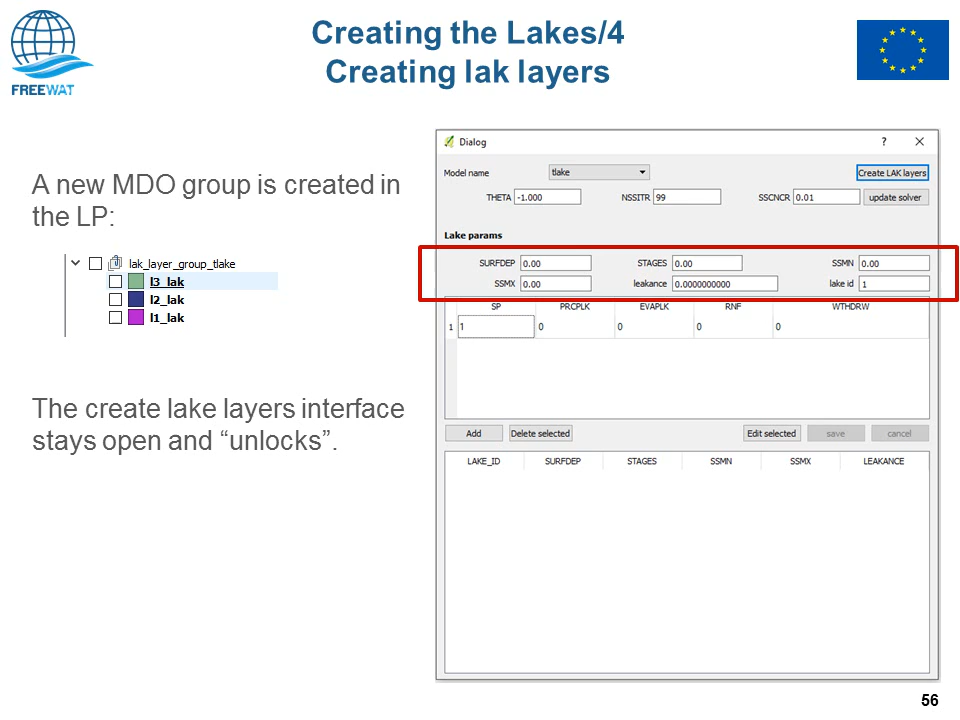 Creating the Lakes/4
Creating lak layers
FREEWAT
A new MDO group is created in
the LP:
lak_layer_group_tlake
l3_lak
l2_lak
l1_lak
The create lake layers interface
stays open and “unlocks”.
Dialog ? ×
Model name tlake Create LAK layers
THETA -1.000 NSSITR 99 SSCNCR 0.01 update solver
Lake params
SURFDEP 0.00 STAGES 0.00 SSMN 0.00
SSMX 0.00 leakance 0.0000000000 lake id 1
SP PRCPLK EVAPLK RNF WTHDRW
1 1 0 0 0 0
Add Delete selected Edit selected save cancel
LAKE_ID SURFDEP STAGES SSMN SSMX LEAKANCE
56